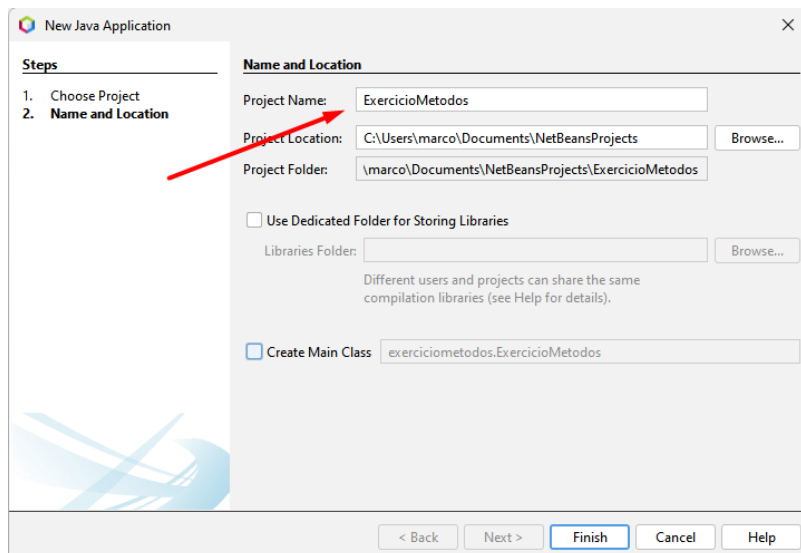 New Java Application
Steps
1. Choose Project
2. Name and Location
Name and Location
Project Name: ExercicioMetodos
Project Location: C:\Users\marco\Documents\NetBeansProjects Browse...
Project Folder: \marco\Documents\NetBeansProjects\ExercicioMetodos
Use Dedicated Folder for Storing Libraries
Libraries Folder: Browse...
Different users and projects can share the same
compilation libraries (see Help for details).
Create Main Class exerciciometodos.ExercicioMetodos
< Back Next > Finish Cancel Help